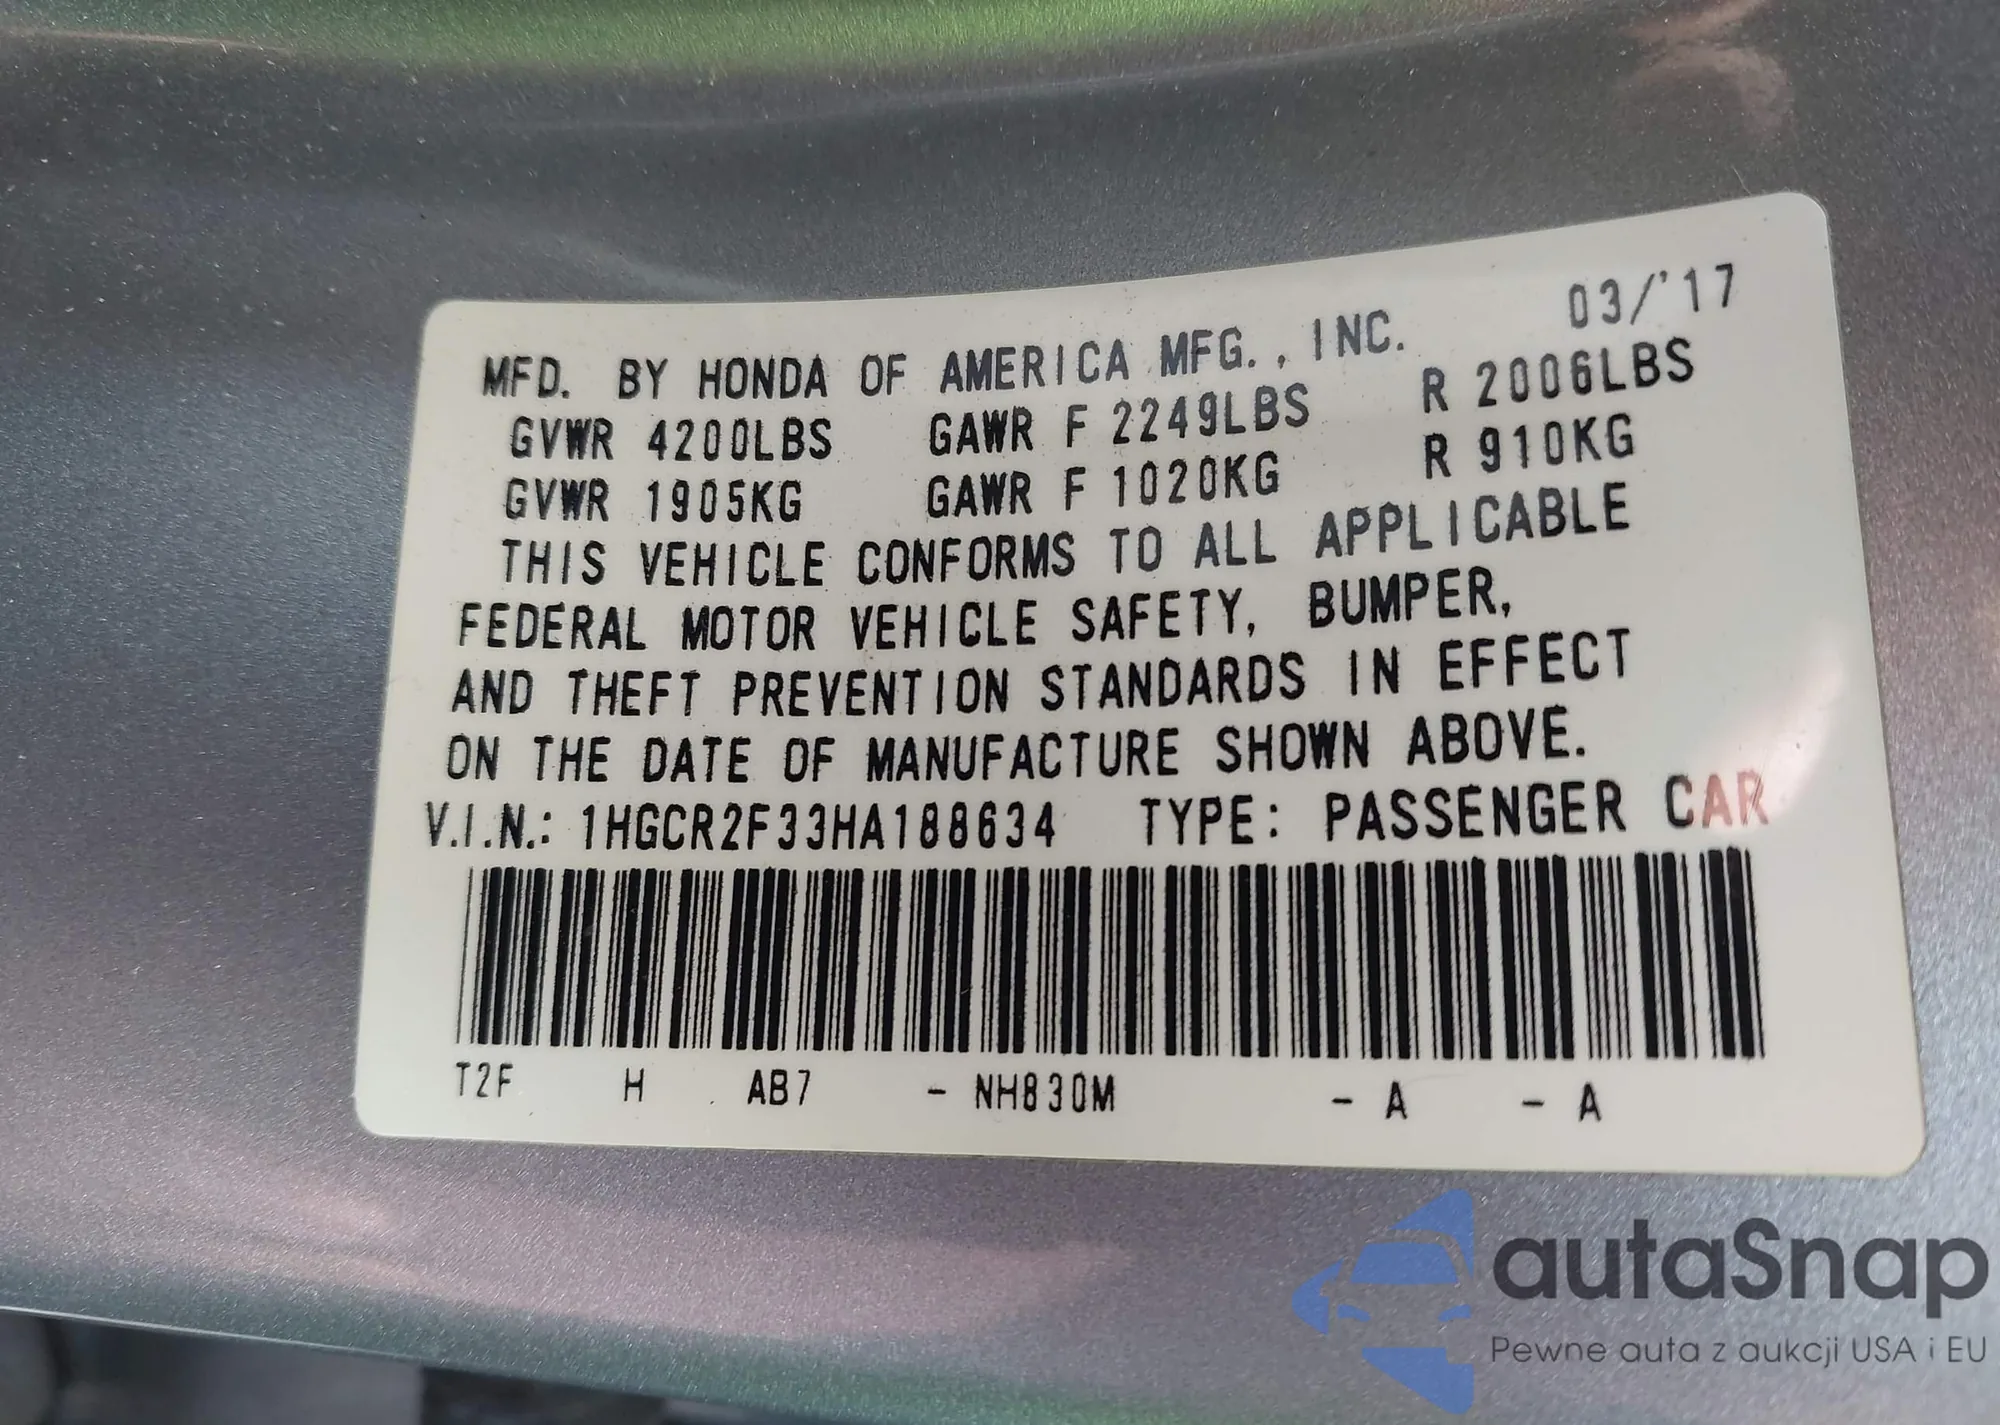 MFD. BY HONDA OF AMERICA MFG., INC. 03/'17
GVWR 4200LBS GAWR F 2249LBS R 2006LBS
GVWR 1905KG GAWR F 1020KG R 910KG
THIS VEHICLE CONFORMS TO ALL APPLICABLE
FEDERAL MOTOR VEHICLE SAFETY, BUMPER,
AND THEFT PREVENTION STANDARDS IN EFFECT
ON THE DATE OF MANUFACTURE SHOWN ABOVE.
V.I.N.: 1HGCR2F33HA188634 TYPE: PASSENGER CAR
T2F H AB7 - NH830M - A - A
autaSnap
Pewne auta z aukcji USA i EU